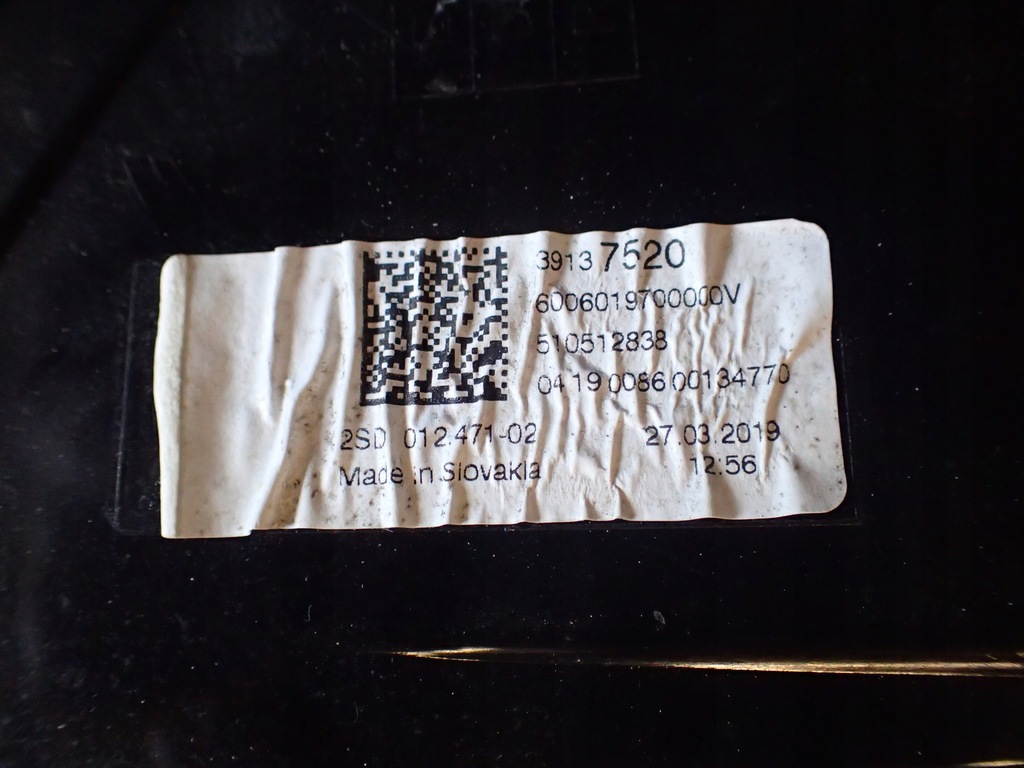 3913 7520
6006019700000V
510512838
04 19 0086 00134770
2SD 012.471-02
27.03.2019
Made in Slovakia
12:56